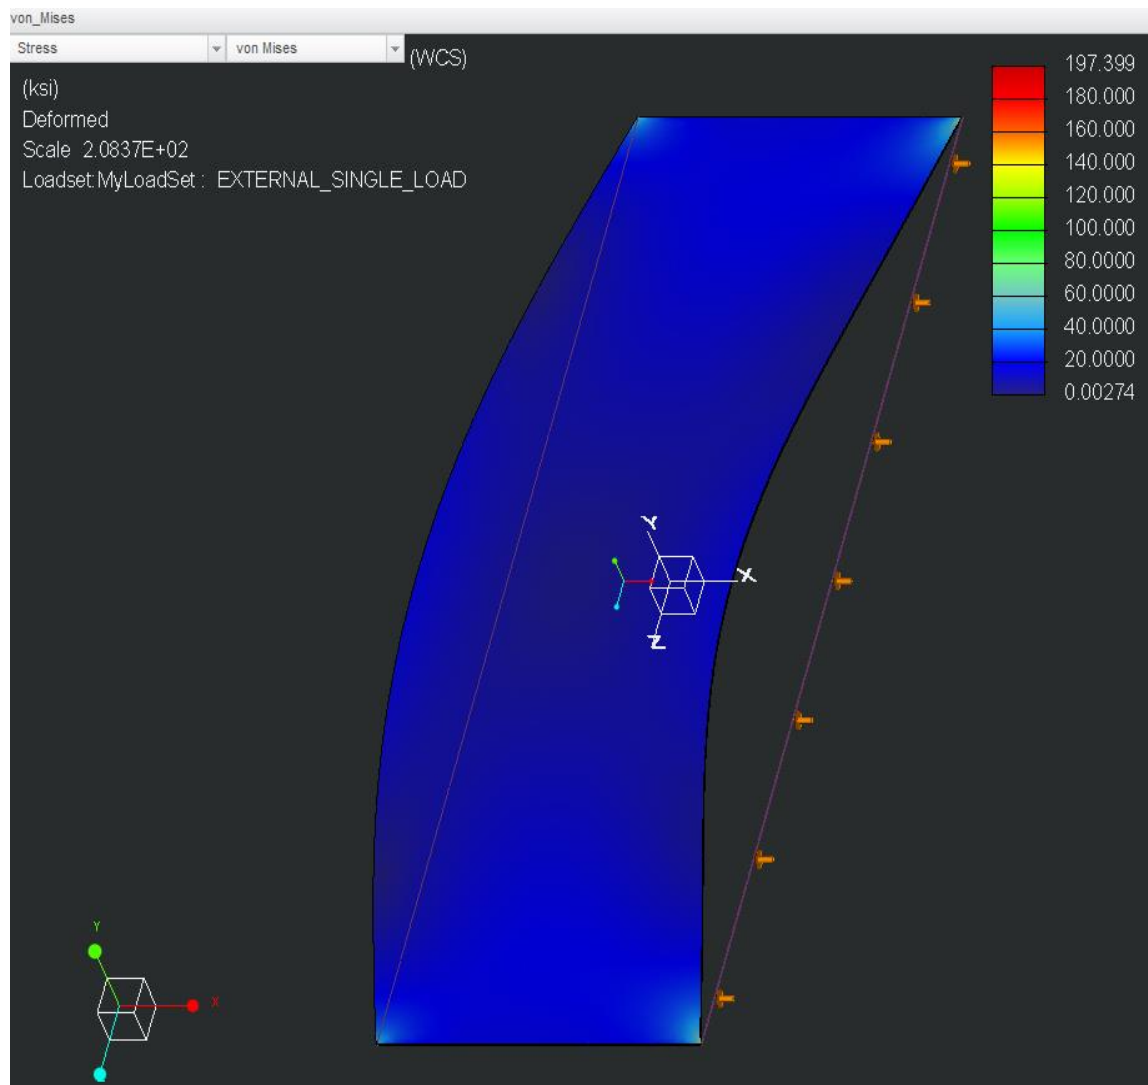 von_Mises
Stress von Mises (WCS)
(ksi)
Deformed
Scale 2.0837E+02
Loadset:MyLoadSet : EXTERNAL_SINGLE_LOAD
197.399
180.000
160.000
140.000
120.000
100.000
80.0000
60.0000
40.0000
20.0000
0.00274
Y
X
Z
Y
X